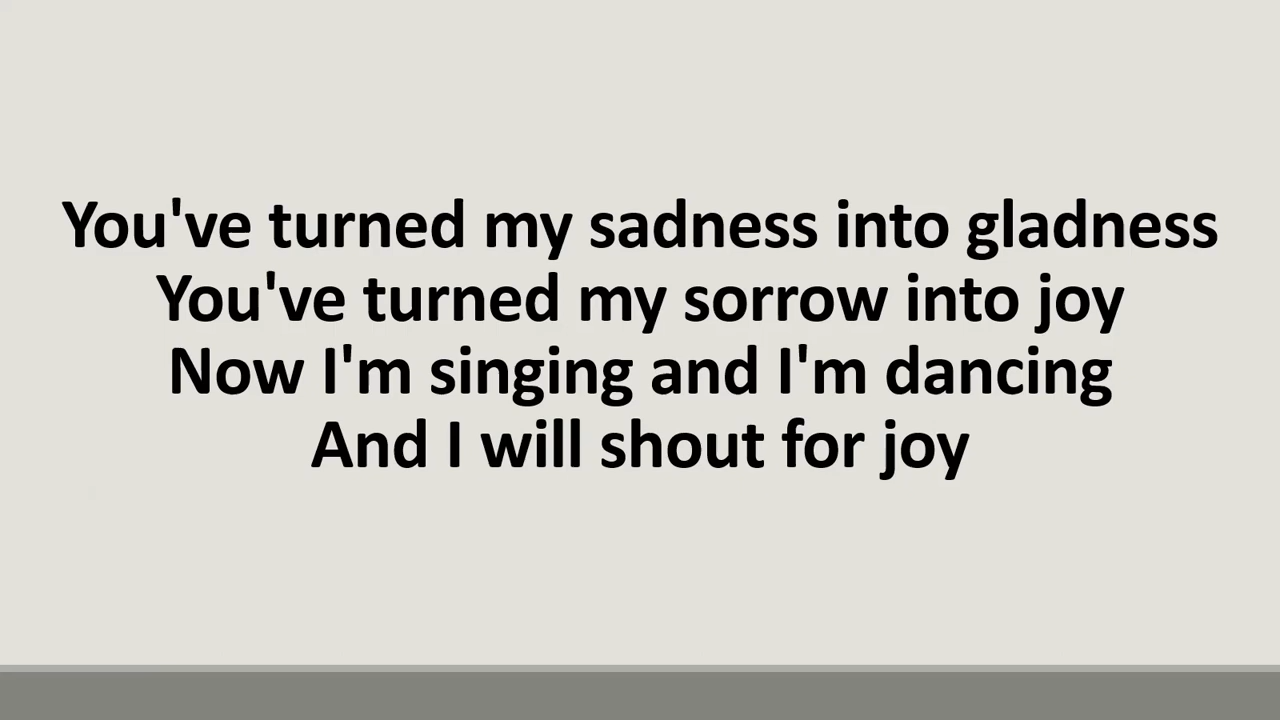 You've turned my sadness into gladness
You've turned my sorrow into joy
Now I'm singing and I'm dancing
And I will shout for joy